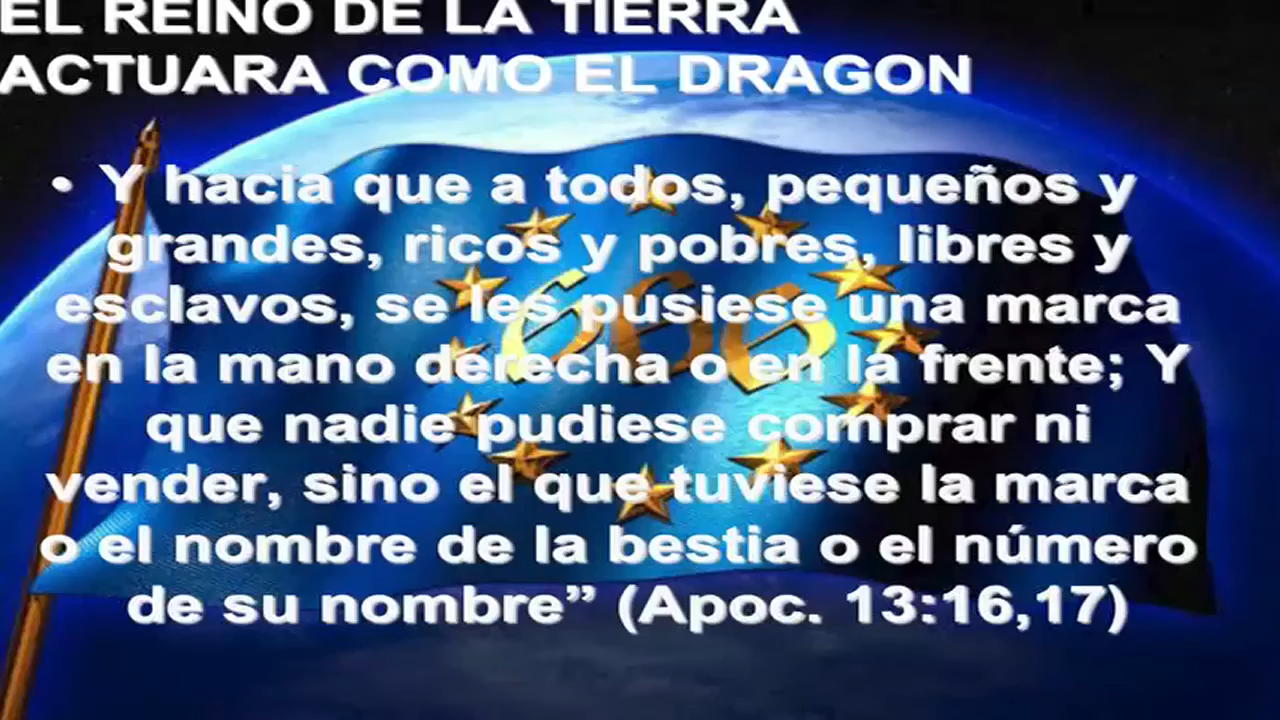 EL REINO DE LA TIERRA
ACTUARA COMO EL DRAGON
• Y hacia que a todos, pequeños y
grandes, ricos y pobres, libres y
esclavos, se les pusiese una marca
en la mano derecha o en la frente; Y
que nadie pudiese comprar ni
vender, sino el que tuviese la marca
o el nombre de la bestia o el número
de su nombre” (Apoc. 13:16,17)
666